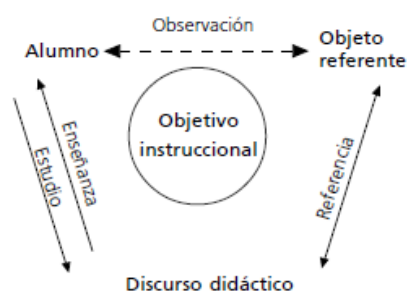 Observación
Alumno
Objeto
referente
Objetivo
instruccional
Enseñanza
Estudio
Referencia
Discurso didáctico